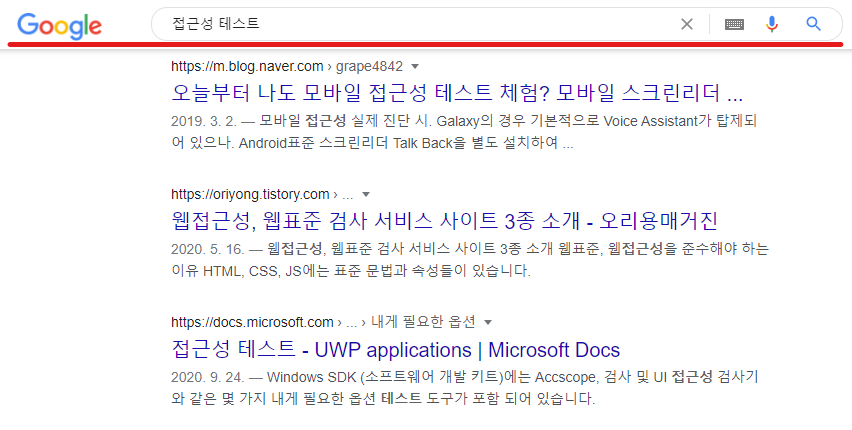 Google 접근성 테스트
https://m.blog.naver.com › grape4842
오늘부터 나도 모바일 접근성 테스트 체험? 모바일 스크린리더 ...
2019. 3. 2. — 모바일 접근성 실제 진단 시. Galaxy의 경우 기본적으로 Voice Assistant가 탑제되
어 있으나. Android표준 스크린리더 Talk Back을 별도 설치하여 ...
https://oriyong.tistory.com › ...
웹접근성, 웹표준 검사 서비스 사이트 3종 소개 - 오리용매거진
2020. 5. 16. — 웹접근성, 웹표준 검사 서비스 사이트 3종 소개 웹표준, 웹접근성을 준수해야 하는
이유 HTML, CSS, JS에는 표준 문법과 속성들이 있습니다.
https://docs.microsoft.com › ... › 내게 필요한 옵션
접근성 테스트 - UWP applications | Microsoft Docs
2020. 9. 24. — Windows SDK (소프트웨어 개발 키트)에는 Accscope, 검사 및 UI 접근성 검사기
와 같은 몇 가지 내게 필요한 옵션 테스트 도구가 포함 되어 있습니다.